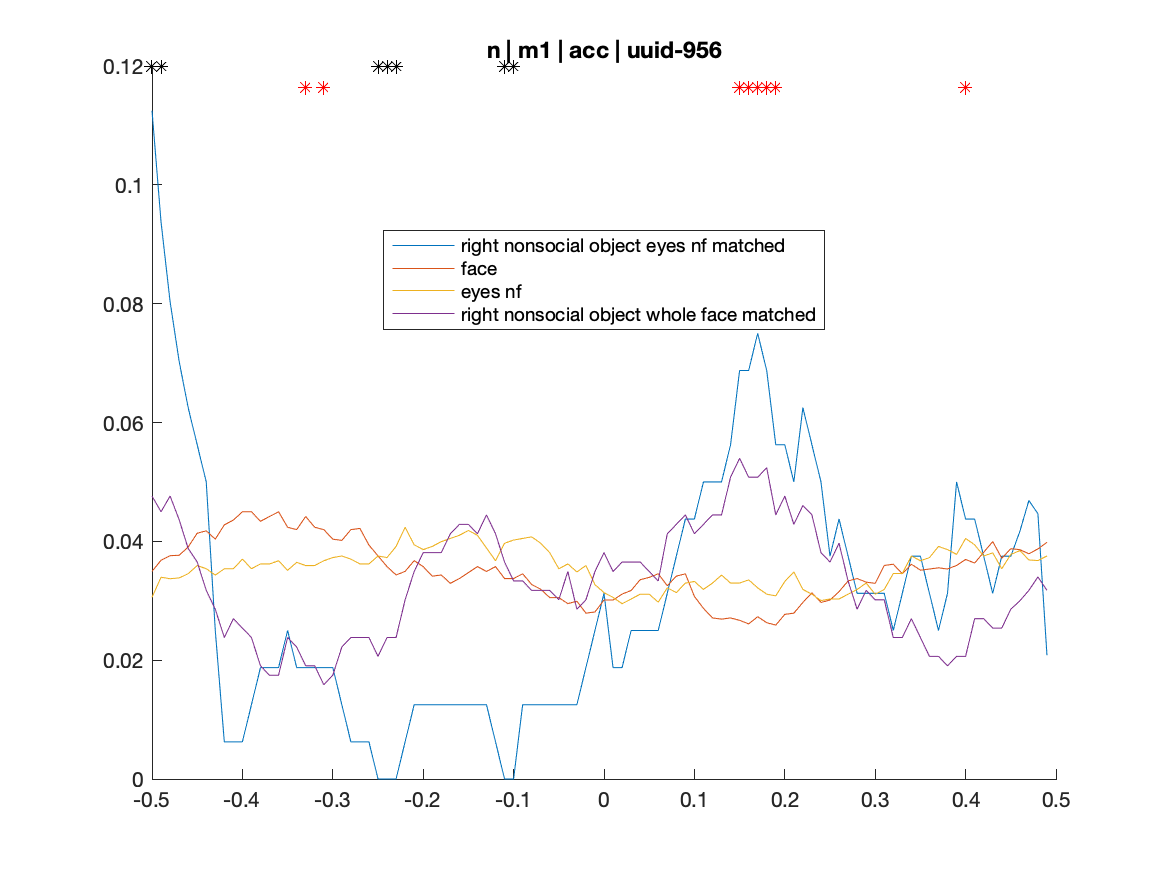 n | m1 | acc | uuid-956
0.12
0.1
0.08
0.06
0.04
0.02
0
right nonsocial object eyes nf matched
face
eyes nf
right nonsocial object whole face matched
-0.5 -0.4 -0.3 -0.2 -0.1 0 0.1 0.2 0.3 0.4 0.5